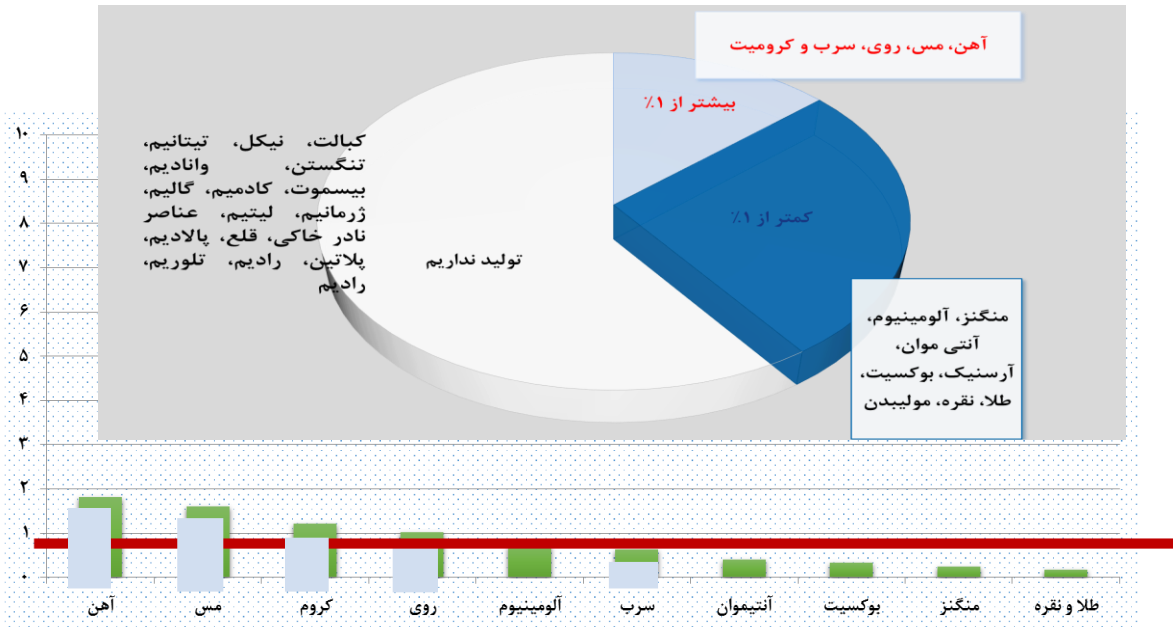 آهن، مس، روی، سرب و کرومیت
بیشتر از ۱٪
کمتر از ۱٪
تولید نداریم
کبالت، نیکل، تیتانیم،
تنگستن، وانادیم،
بیسموت، کادمیم، گالیم،
ژرمانیم، لیتیم، عناصر
نادر خاکی، قلع، پالادیم،
پلاتین، رادیم، تلوریم،
رادیم
منگنز، آلومینیوم،
آنتی موان،
آرسنیک، بوکسیت،
طلا، نقره، مولیبدن
۱۰
۹
۸
۷
۶
۵
۴
۳
۲
۱
۰
آهن
مس
کروم
روی
آلومینیوم
سرب
آنتیموان
بوکسیت
منگنز
طلا و نقره